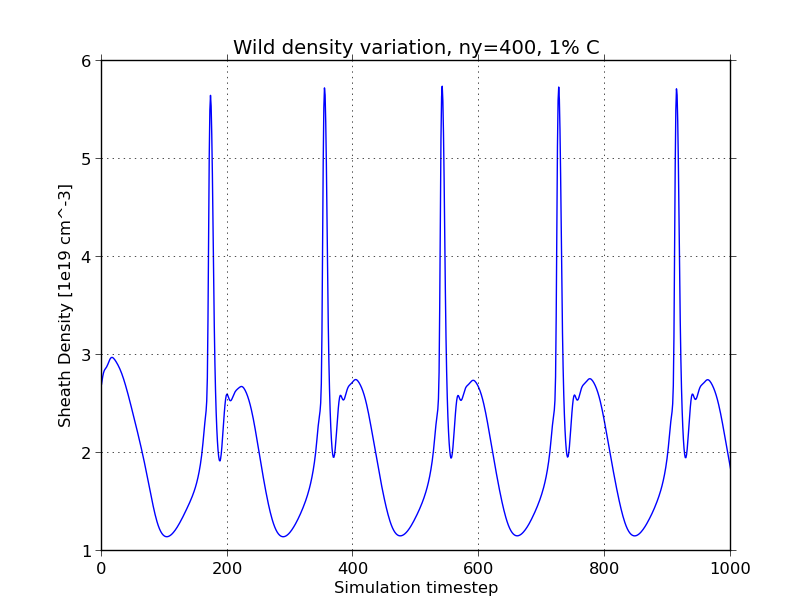 Wild density variation, ny=400, 1% C
6
5
4
3
2
1
Sheath Density [1e19 cm^-3]
0 200 400 600 800 1000
Simulation timestep